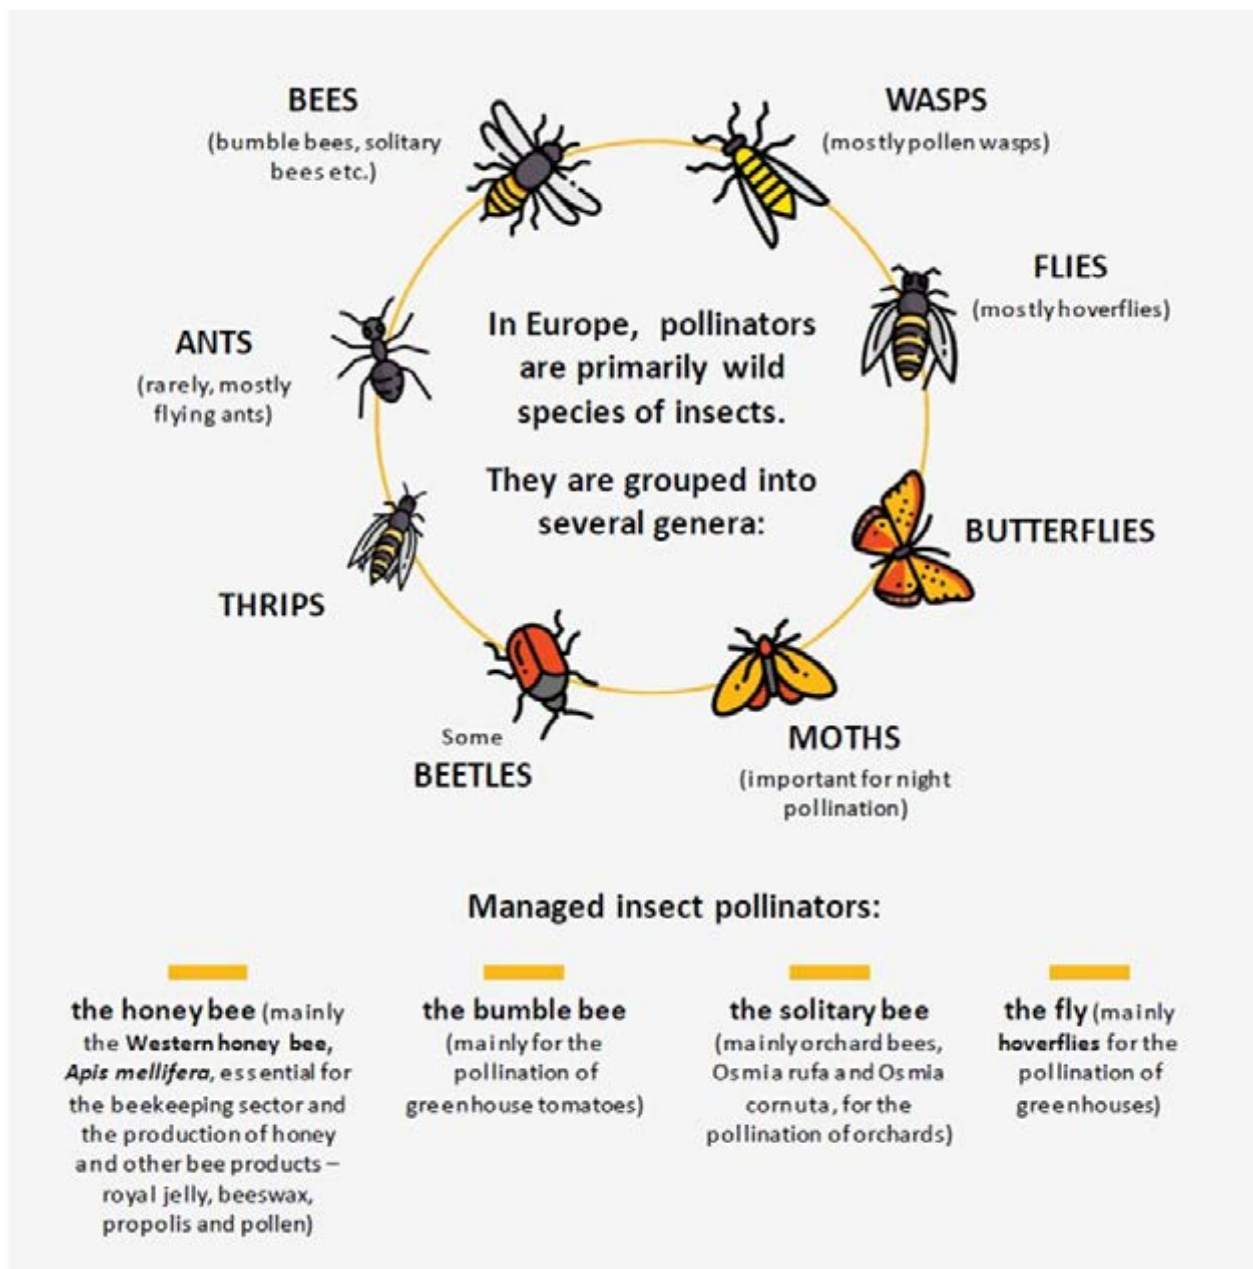 BEES
(bumble bees, solitary
bees etc.)
WASPS
(mostly pollen wasps)
FLIES
(mostly hoverflies)
ANTS
(rarely, mostly
flying ants)
In Europe, pollinators
are primarily wild
species of insects.
They are grouped into
several genera:
BUTTERFLIES
THRIPS
Some
BEETLES
MOTHS
(important for night
pollination)
Managed insect pollinators:
the honey bee (mainly
the Western honey bee,
Apis mellifera, essential for
the beekeeping sector and
the production of honey
and other bee products –
royal jelly, beeswax,
propolis and pollen)
the bumble bee
(mainly for the
pollination of
greenhouse tomatoes)
the solitary bee
(mainly orchard bees,
Osmia rufa and Osmia
cornuta, for the
pollination of orchards)
the fly (mainly
hoverflies for the
pollination of
greenhouses)